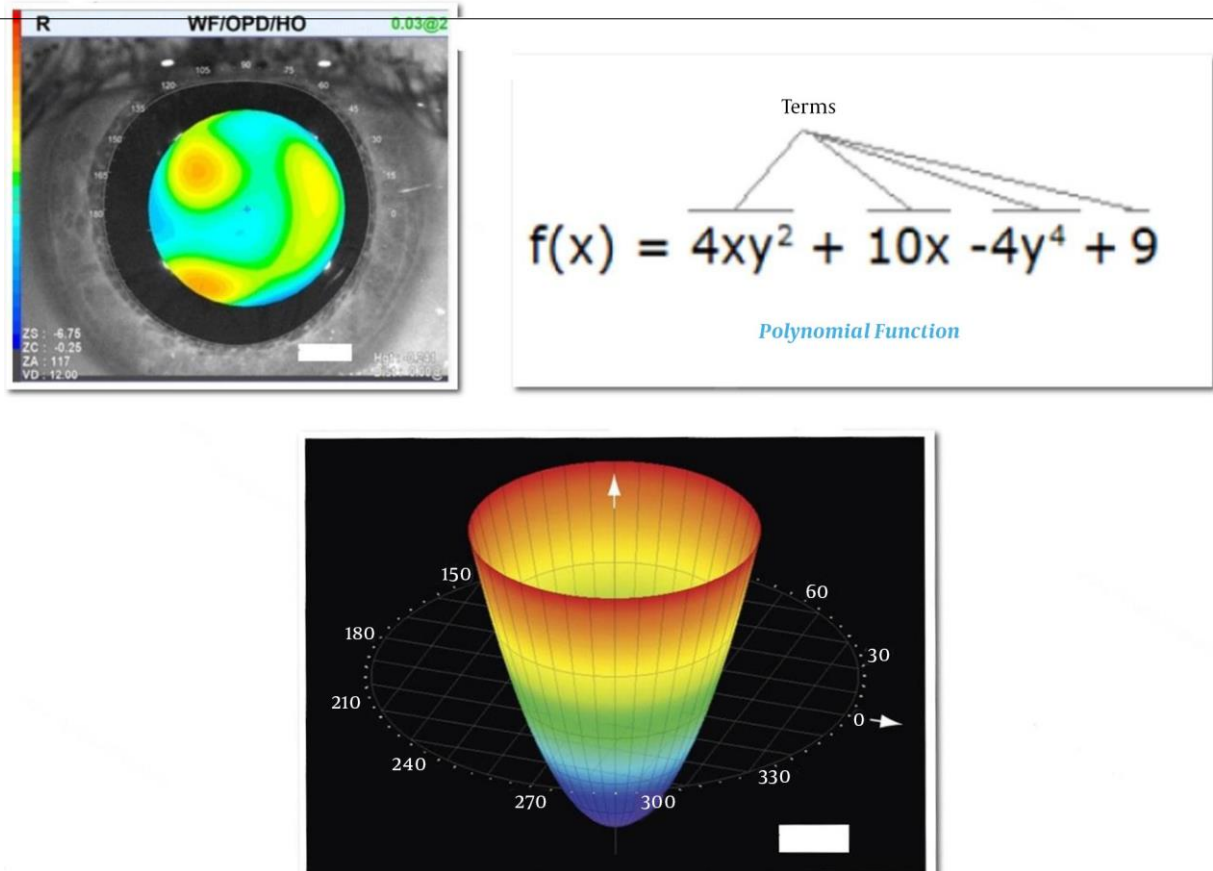 R WF/OPD/HO 0.03@2
105 90 75
120 60
135 45
150 30
165 15
180 0
ZS : -6.75
ZC : -0.25
ZA : 117
VD : 12.00
Terms
f(x) = 4xy² + 10x -4y⁴ + 9
Polynomial Function
150 60
180 30
210 0
240 330
270 300